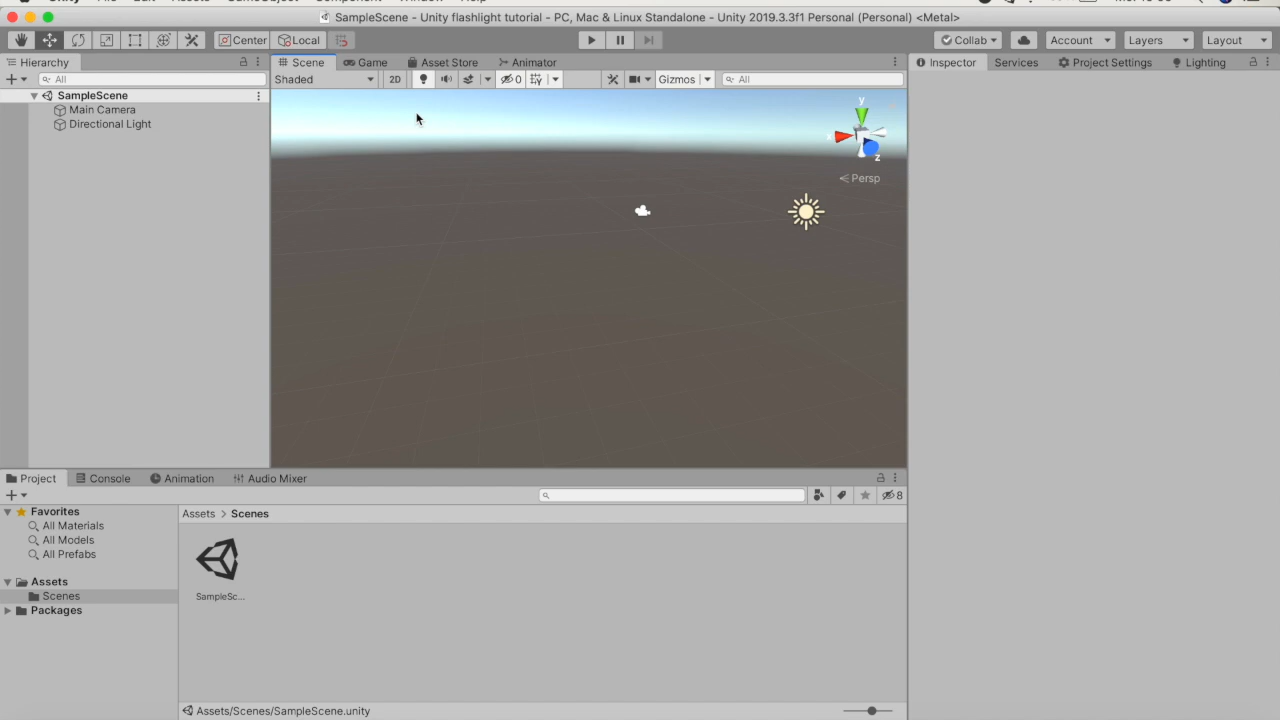 SampleScene - Unity flashlight tutorial - PC, Mac & Linux Standalone - Unity 2019.3.3f1 Personal (Personal) <Metal>
Center Local Collab Account Layers Layout
Hierarchy Scene Game Asset Store Animator Inspector Services Project Settings Lighting
All Shaded 2D 0 Gizmos All
SampleScene
Main Camera
Directional Light
y
z
Persp
Project Console Animation Audio Mixer
8
Favorites
All Materials
All Models
All Prefabs
Assets
Scenes
Packages
Assets > Scenes
SampleSc...
Assets/Scenes/SampleScene.unity